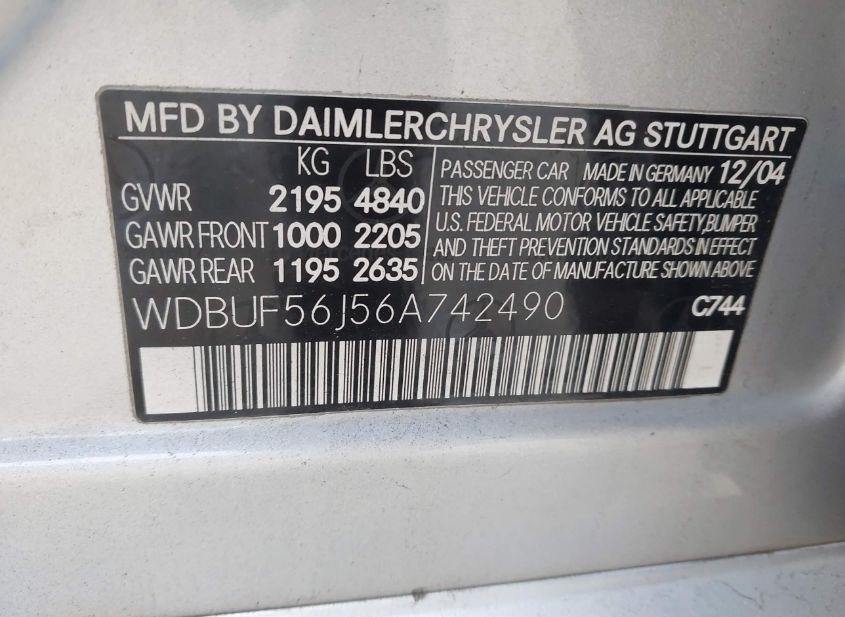 MFD BY DAIMLERCHRYSLER AG STUTTGART
KG LBS
GVWR 2195 4840
GAWR FRONT 1000 2205
GAWR REAR 1195 2635
PASSENGER CAR MADE IN GERMANY 12/04
THIS VEHICLE CONFORMS TO ALL APPLICABLE
U.S. FEDERAL MOTOR VEHICLE SAFETY,BUMPER
AND THEFT PREVENTION STANDARDS IN EFFECT
ON THE DATE OF MANUFACTURE SHOWN ABOVE
WDBUF56J56A742490 C744